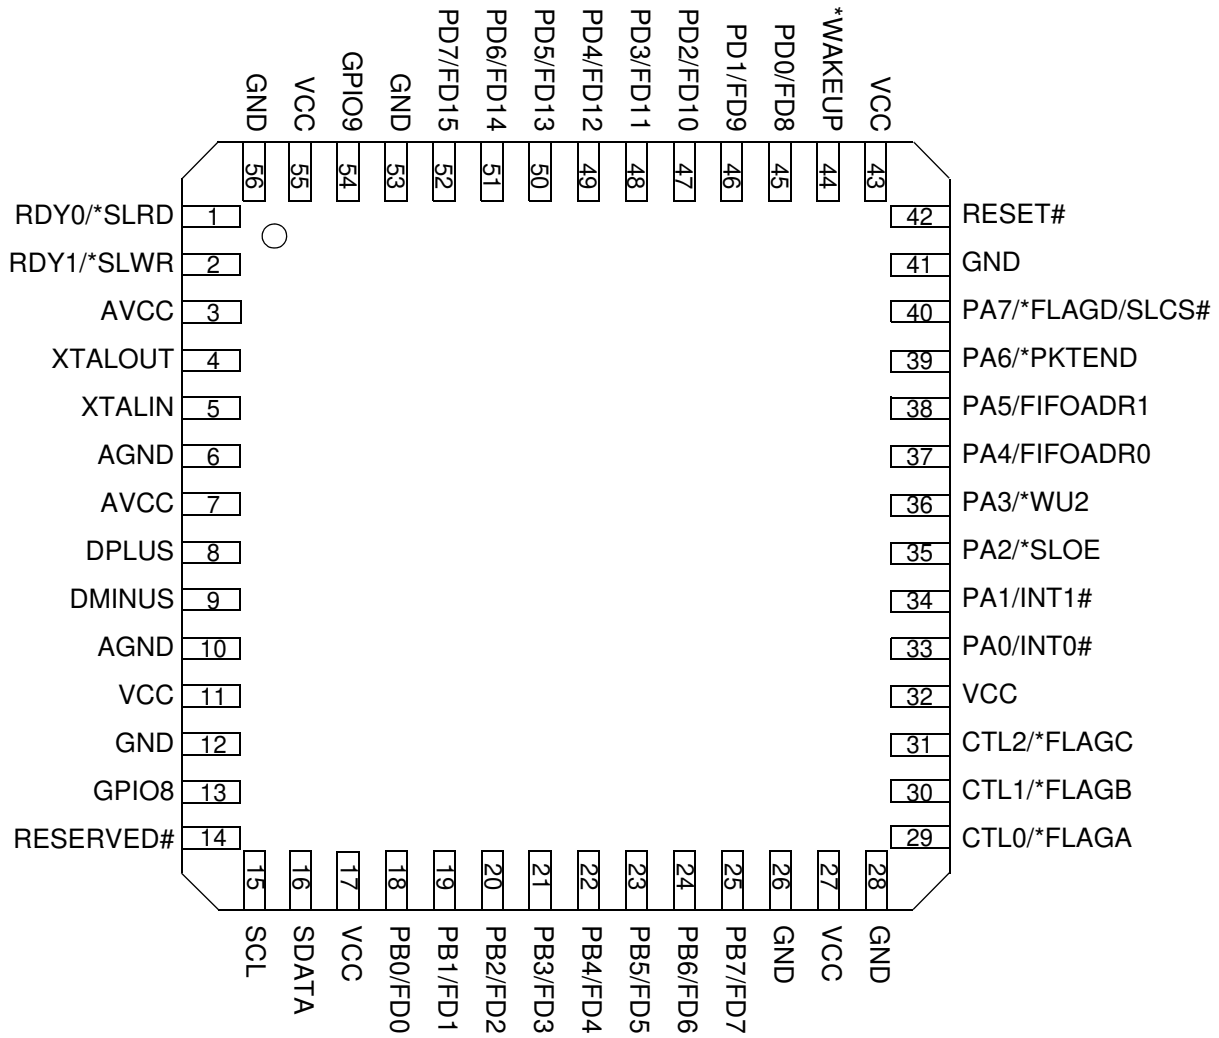 GND
VCC
GPIO9
GND
PD7/FD15
PD6/FD14
PD5/FD13
PD4/FD12
PD3/FD11
PD2/FD10
PD1/FD9
PD0/FD8
*WAKEUP
VCC
56
55
54
53
52
51
50
49
48
47
46
45
44
43
RDY0/*SLRD 1
RDY1/*SLWR 2
AVCC 3
XTALOUT 4
XTALIN 5
AGND 6
AVCC 7
DPLUS 8
DMINUS 9
AGND 10
VCC 11
GND 12
GPIO8 13
RESERVED# 14
42 RESET#
41 GND
40 PA7/*FLAGD/SLCS#
39 PA6/*PKTEND
38 PA5/FIFOADR1
37 PA4/FIFOADR0
36 PA3/*WU2
35 PA2/*SLOE
34 PA1/INT1#
33 PA0/INT0#
32 VCC
31 CTL2/*FLAGC
30 CTL1/*FLAGB
29 CTL0/*FLAGA
15
16
17
18
19
20
21
22
23
24
25
26
27
28
SCL
SDATA
VCC
PB0/FD0
PB1/FD1
PB2/FD2
PB3/FD3
PB4/FD4
PB5/FD5
PB6/FD6
PB7/FD7
GND
VCC
GND